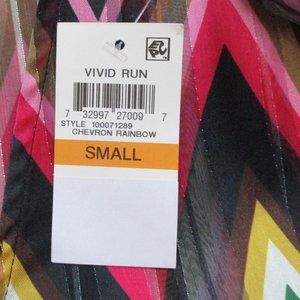 VIVID RUN
7 32997 27009 7
STYLE 100071289
CHEVRON RAINBOW
SMALL